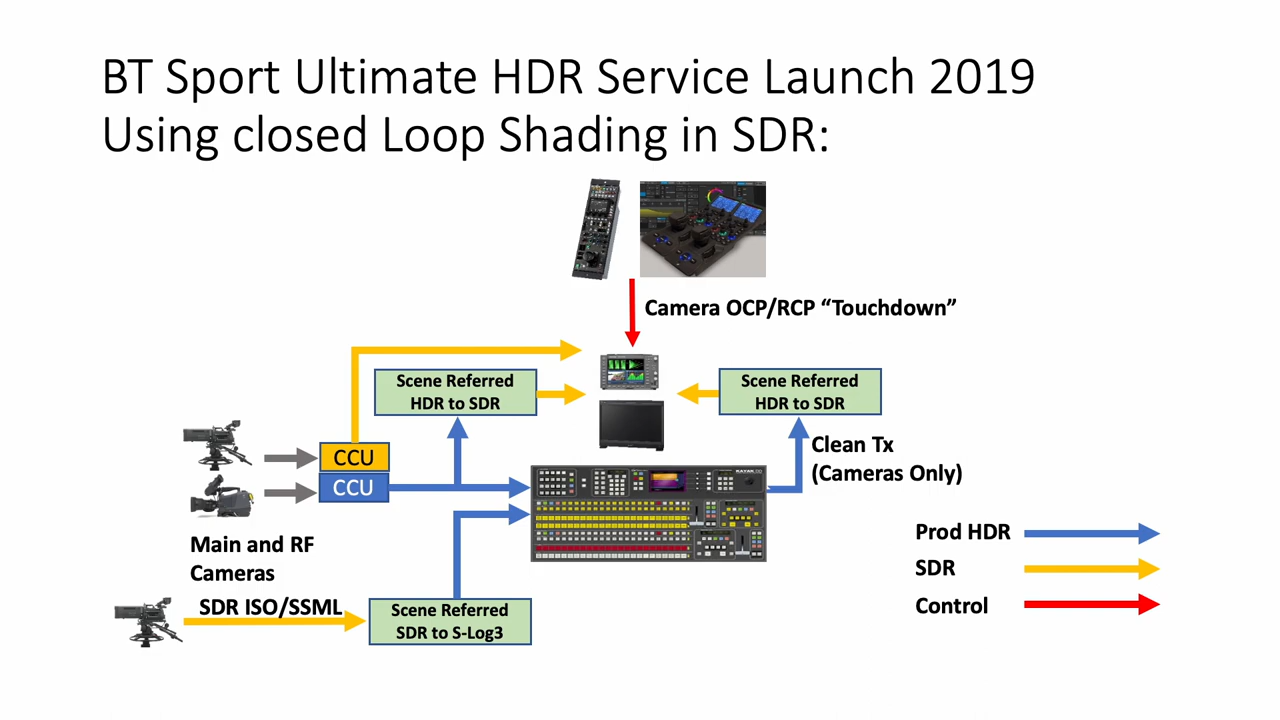 BT Sport Ultimate HDR Service Launch 2019
Using closed Loop Shading in SDR:
Camera OCP/RCP “Touchdown”
Scene Referred
HDR to SDR
Scene Referred
HDR to SDR
Clean Tx
(Cameras Only)
CCU
CCU
Main and RF
Cameras
SDR ISO/SSML
Scene Referred
SDR to S-Log3
Prod HDR
SDR
Control